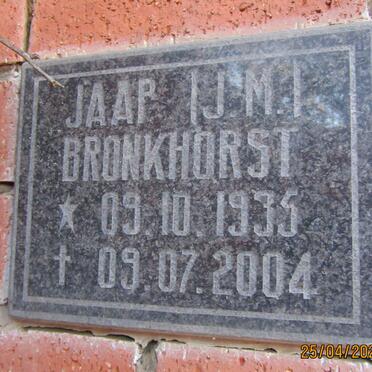 JAAP (J.M.)
BRONKHORST
★ 09.10.1935
† 09.07.2004
25/04/202